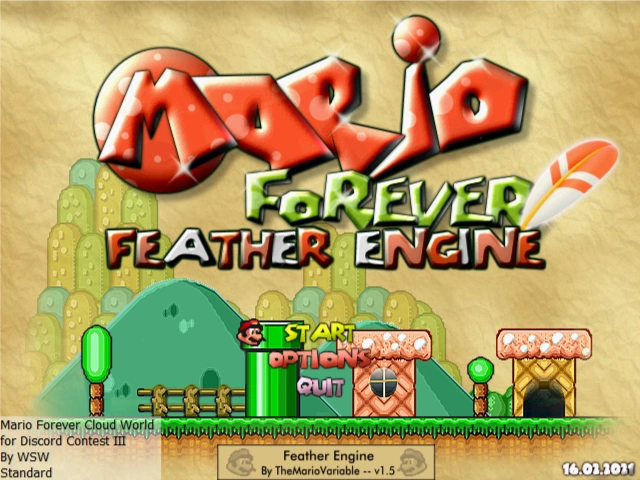 Mario
Forever
Feather Engine
START
OPTIONS
QUIT
Mario Forever Cloud World
for Discord Contest III
By WSW
Standard
Feather Engine
By TheMarioVariable -- v1.5
16.02.2021